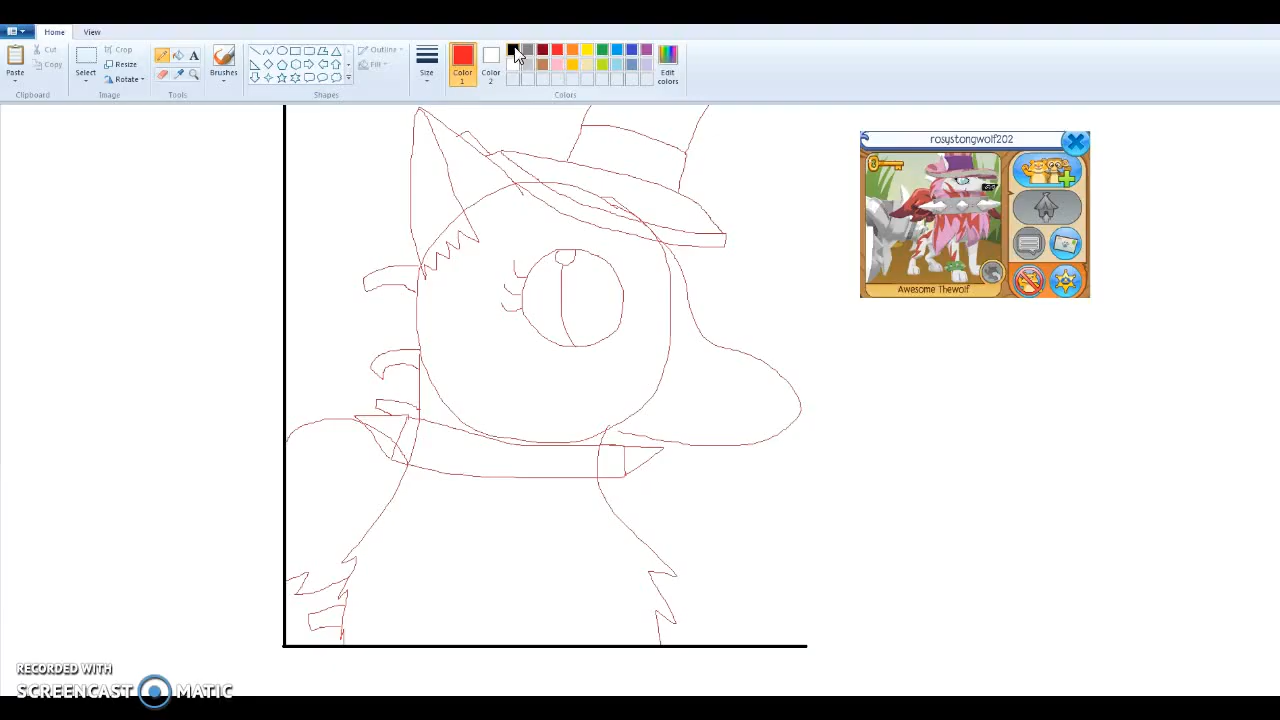 Home View
Cut
Copy
Paste
Clipboard
Select
Crop
Resize
Rotate
Image
A
Tools
Brushes
Outline
Fill
Shapes
Size
Color 1
Color 2
Colors
Edit colors
rosystongwolf202
Awesome Thewolf
RECORDED WITH
SCREENCAST MATIC